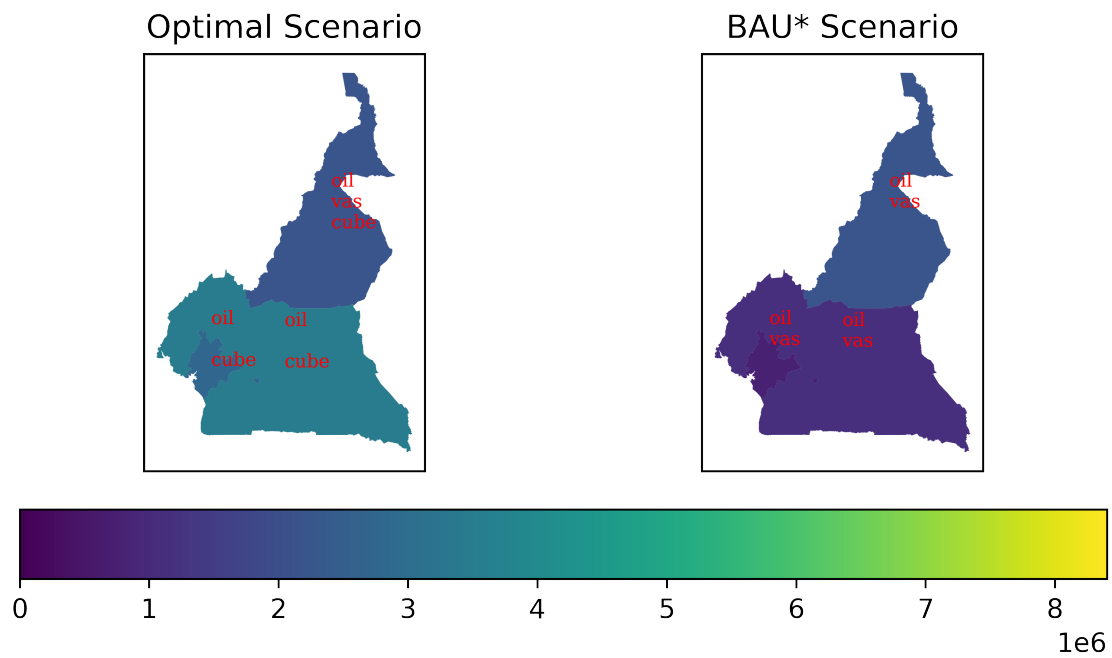 Optimal Scenario
BAU* Scenario
oil
vas
cube
oil
cube
oil
cube
oil
vas
oil
vas
oil
vas
0 1 2 3 4 5 6 7 8
1e6